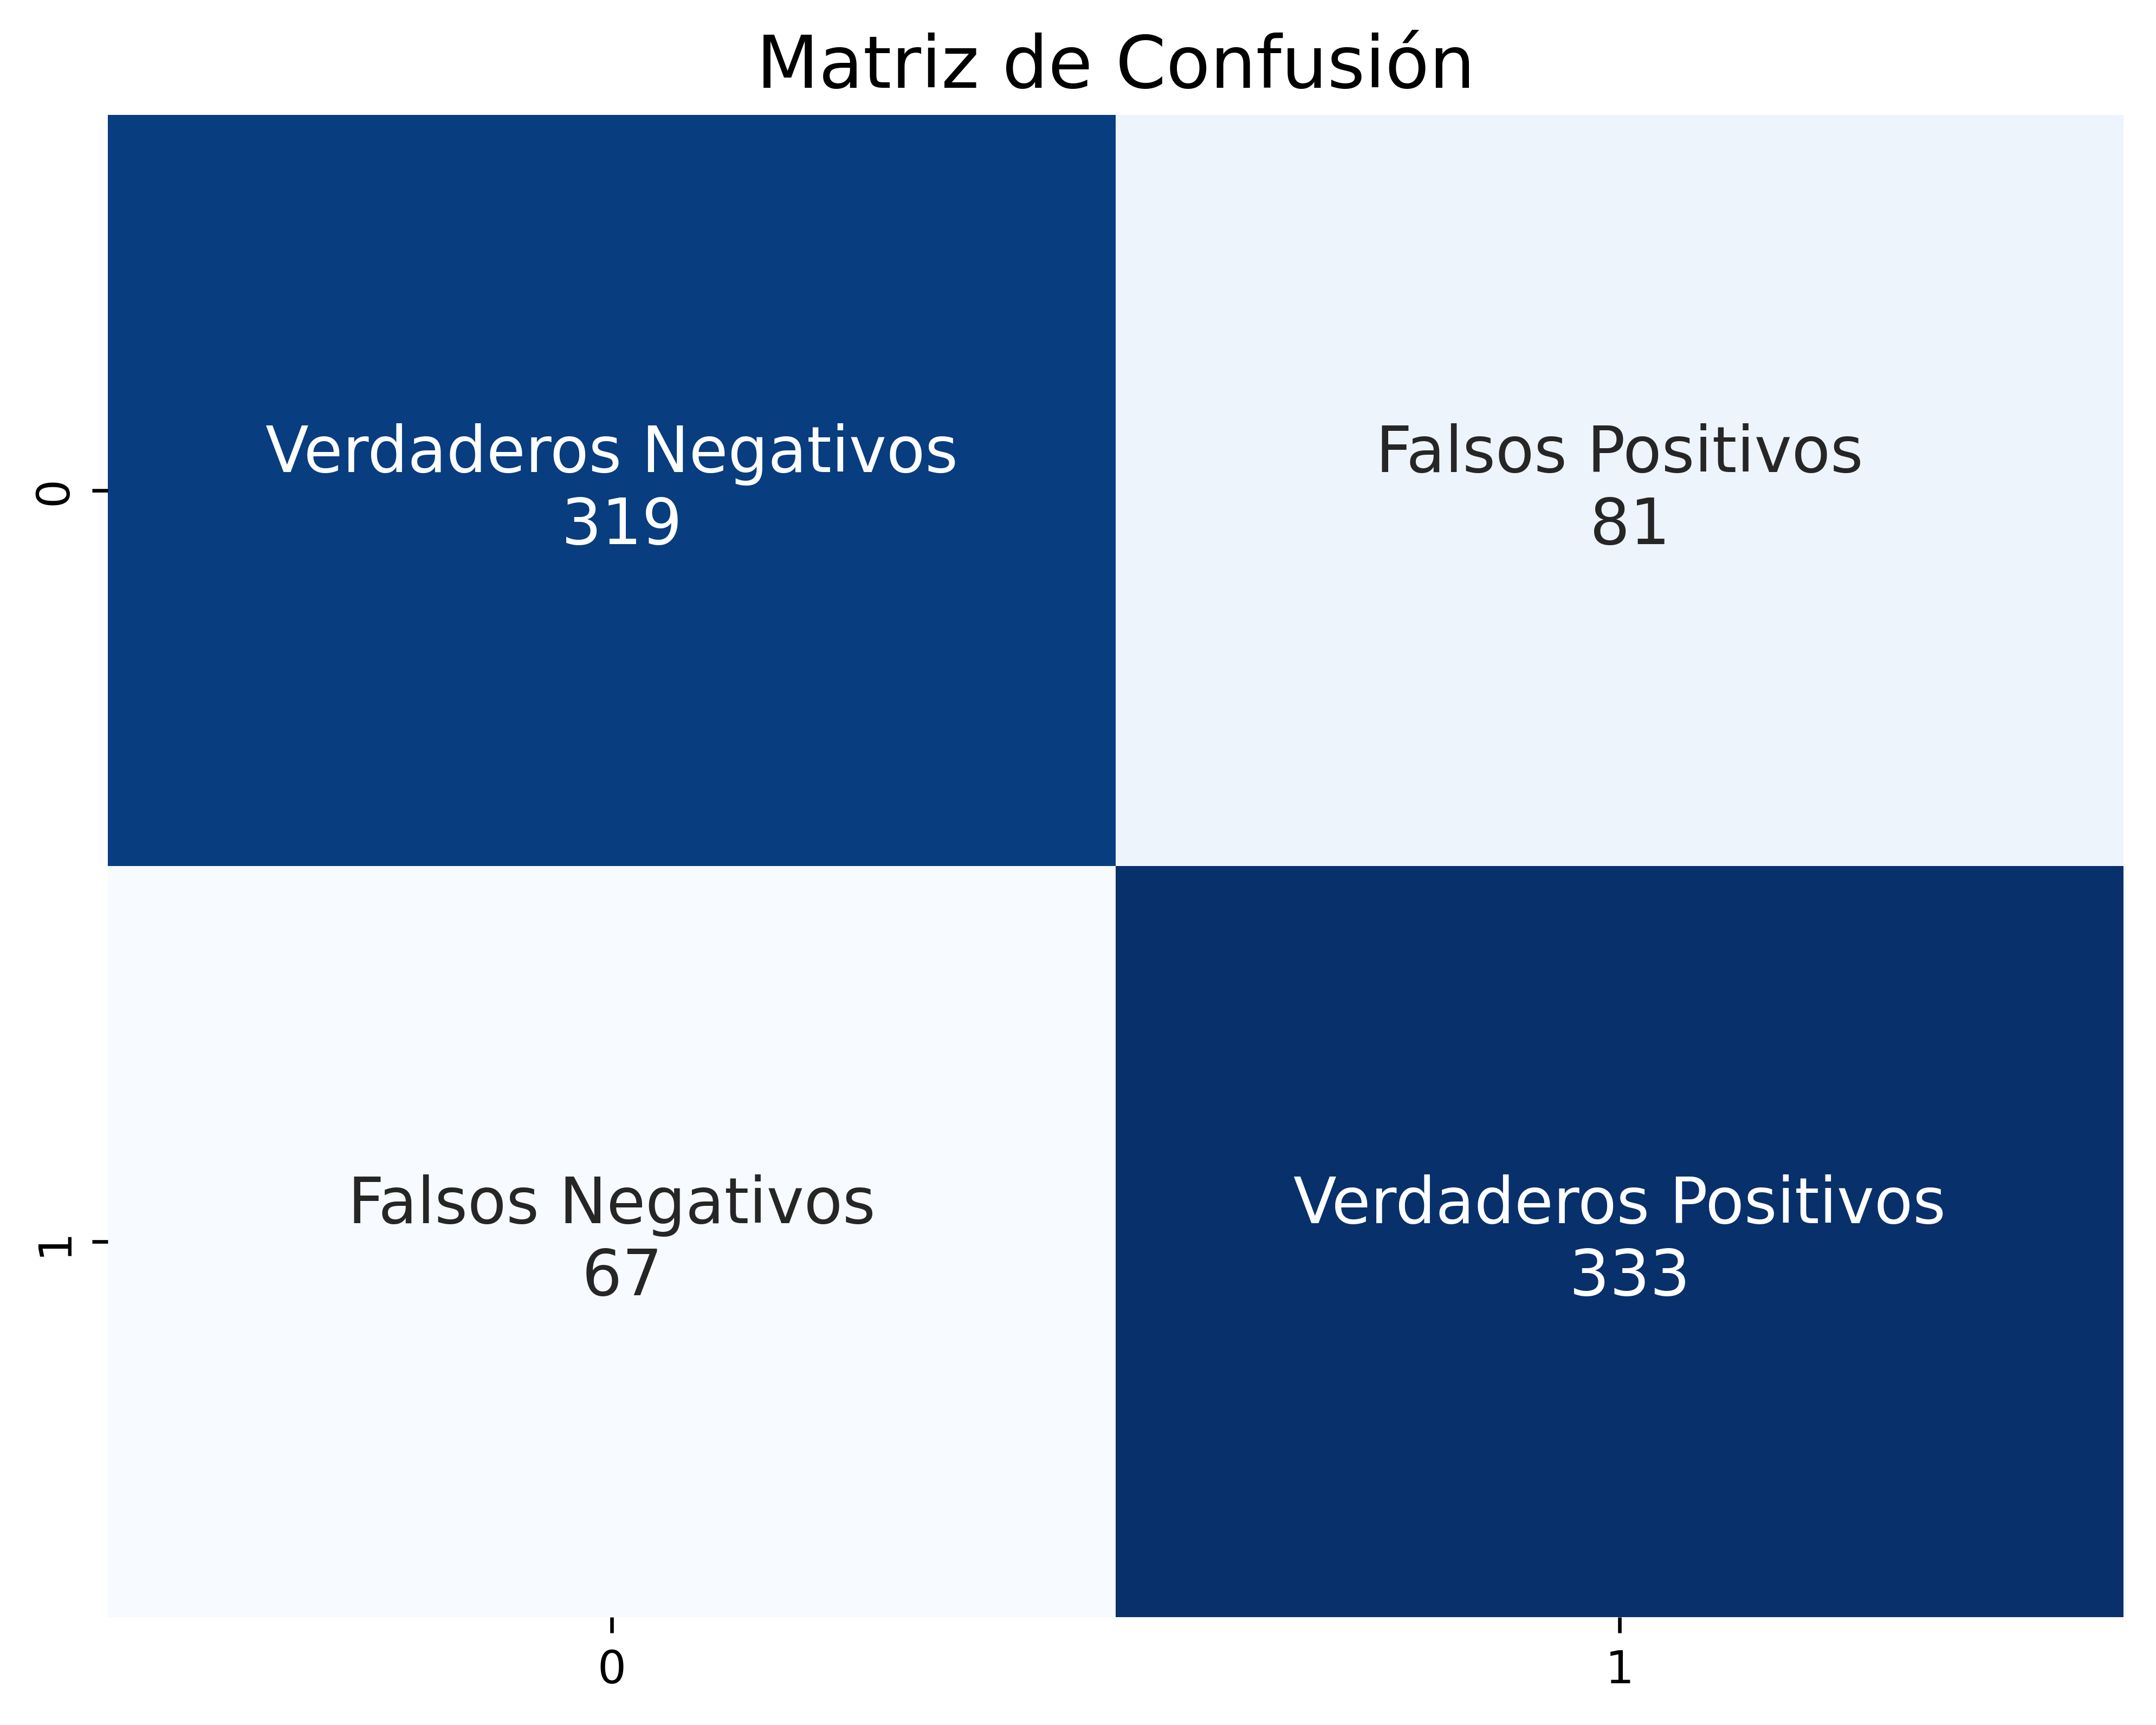 Matriz de Confusión
Verdaderos Negativos
319
Falsos Positivos
81
0
Falsos Negativos
67
Verdaderos Positivos
333
1
0
1